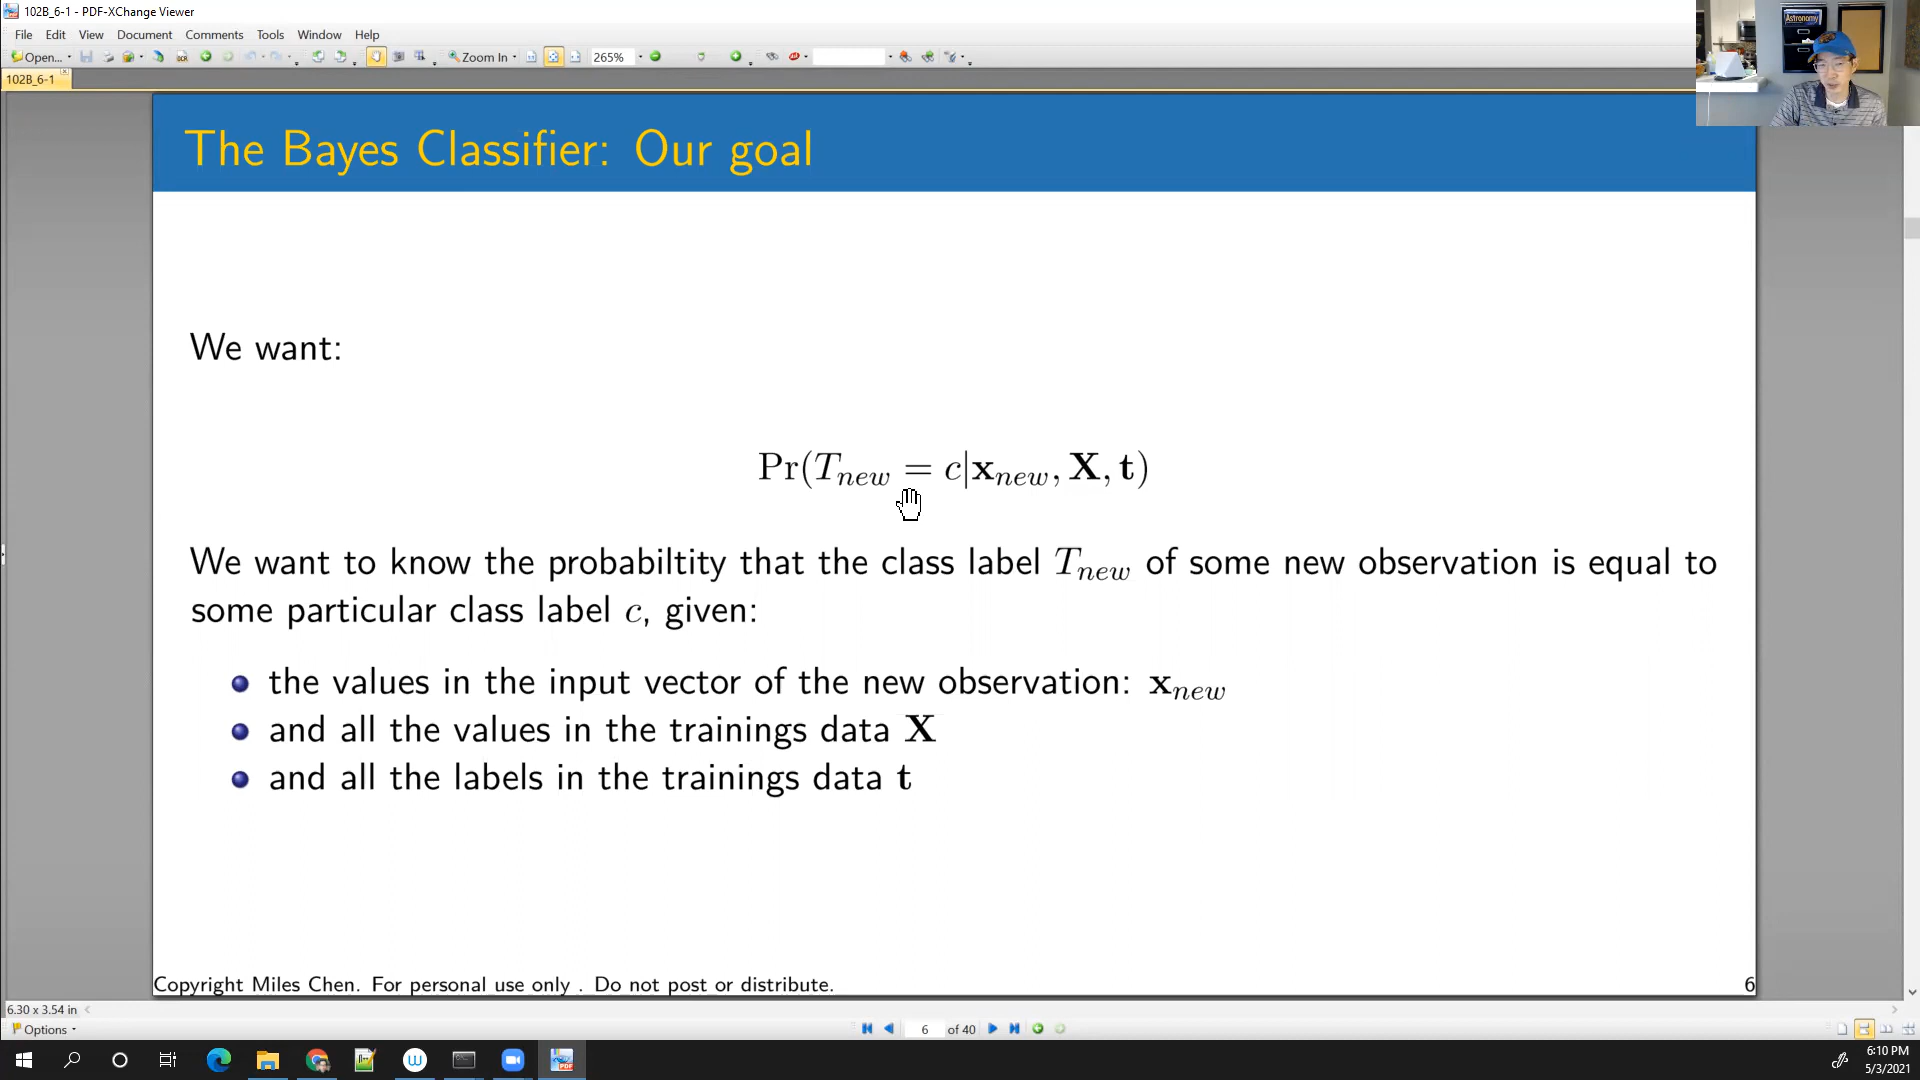 102B_6-1 - PDF-XChange Viewer
File Edit View Document Comments Tools Window Help
Open... Zoom In 265%
102B_6-1
Astronomy
The Bayes Classifier: Our goal
We want:
Pr(T_new = c|x_new, X, t)
We want to know the probabiltity that the class label T_new of some new observation is equal to
some particular class label c, given:
the values in the input vector of the new observation: x_new
and all the values in the trainings data X
and all the labels in the trainings data t
Copyright Miles Chen. For personal use only . Do not post or distribute. 6
6.30 x 3.54 in
Options 6 of 40
6:10 PM
5/3/2021